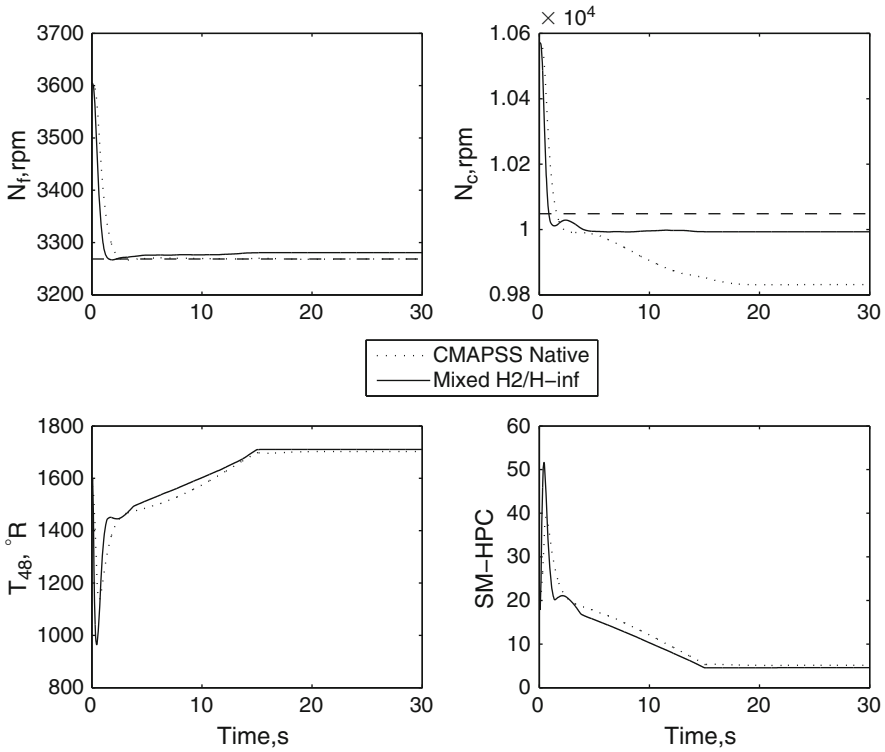 3700
3600
3500
3400
3300
3200
N_f,rpm
0 10 20 30
× 10^4
1.06
1.04
1.02
1
0.98
N_c,rpm
0 10 20 30
CMAPSS Native
Mixed H2/H−inf
1800
1600
1400
1200
1000
800
T_48, °R
0 10 20 30
Time,s
60
50
40
30
20
10
0
SM−HPC
0 10 20 30
Time,s